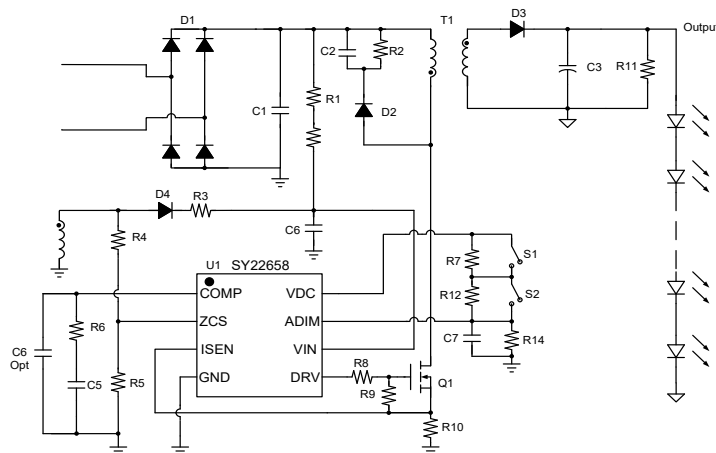 D1
T1
D3
Output
C2
R2
C3
R11
R1
C1
D2
D4
R3
R4
C6
S1
R7
U1
SY22658
COMP
VDC
R12
S2
ZCS
ADIM
R6
C7
R14
C6
Opt
ISEN
VIN
R8
C5
R5
GND
DRV
Q1
R9
R10